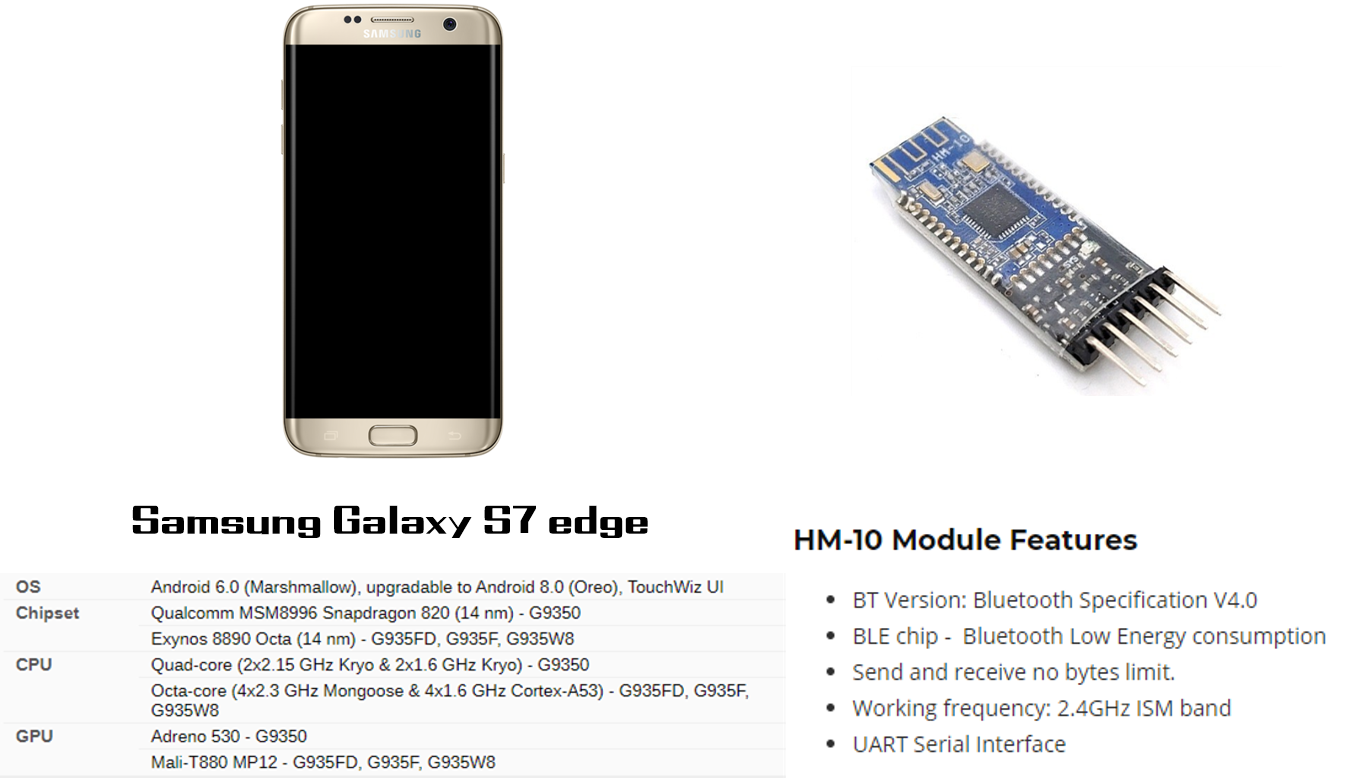 SAMSUNG
HM-10
Samsung Galaxy S7 edge
OS Android 6.0 (Marshmallow), upgradable to Android 8.0 (Oreo), TouchWiz UI
Chipset Qualcomm MSM8996 Snapdragon 820 (14 nm) - G9350
Exynos 8890 Octa (14 nm) - G935FD, G935F, G935W8
CPU Quad-core (2x2.15 GHz Kryo & 2x1.6 GHz Kryo) - G9350
Octa-core (4x2.3 GHz Mongoose & 4x1.6 GHz Cortex-A53) - G935FD, G935F,
G935W8
GPU Adreno 530 - G9350
Mali-T880 MP12 - G935FD, G935F, G935W8
HM-10 Module Features
• BT Version: Bluetooth Specification V4.0
• BLE chip - Bluetooth Low Energy consumption
• Send and receive no bytes limit.
• Working frequency: 2.4GHz ISM band
• UART Serial Interface